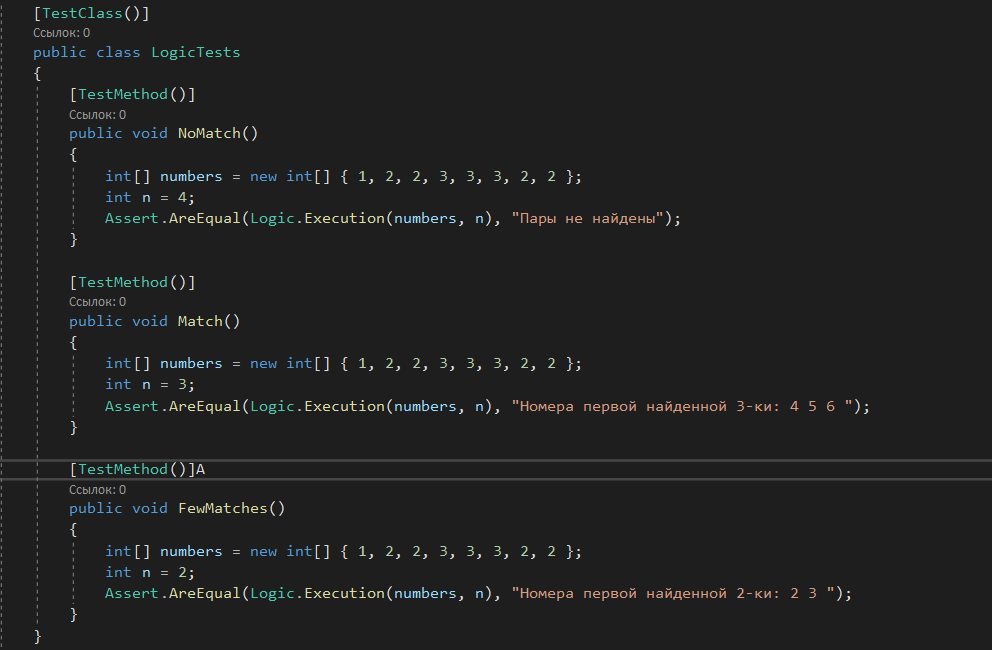 [TestClass()]
Ссылок: 0
public class LogicTests
{
[TestMethod()]
Ссылок: 0
public void NoMatch()
{
int[] numbers = new int[] { 1, 2, 2, 3, 3, 3, 2, 2 };
int n = 4;
Assert.AreEqual(Logic.Execution(numbers, n), "Пары не найдены");
}
[TestMethod()]
Ссылок: 0
public void Match()
{
int[] numbers = new int[] { 1, 2, 2, 3, 3, 3, 2, 2 };
int n = 3;
Assert.AreEqual(Logic.Execution(numbers, n), "Номера первой найденной 3-ки: 4 5 6 ");
}
[TestMethod()]A
Ссылок: 0
public void FewMatches()
{
int[] numbers = new int[] { 1, 2, 2, 3, 3, 3, 2, 2 };
int n = 2;
Assert.AreEqual(Logic.Execution(numbers, n), "Номера первой найденной 2-ки: 2 3 ");
}
}